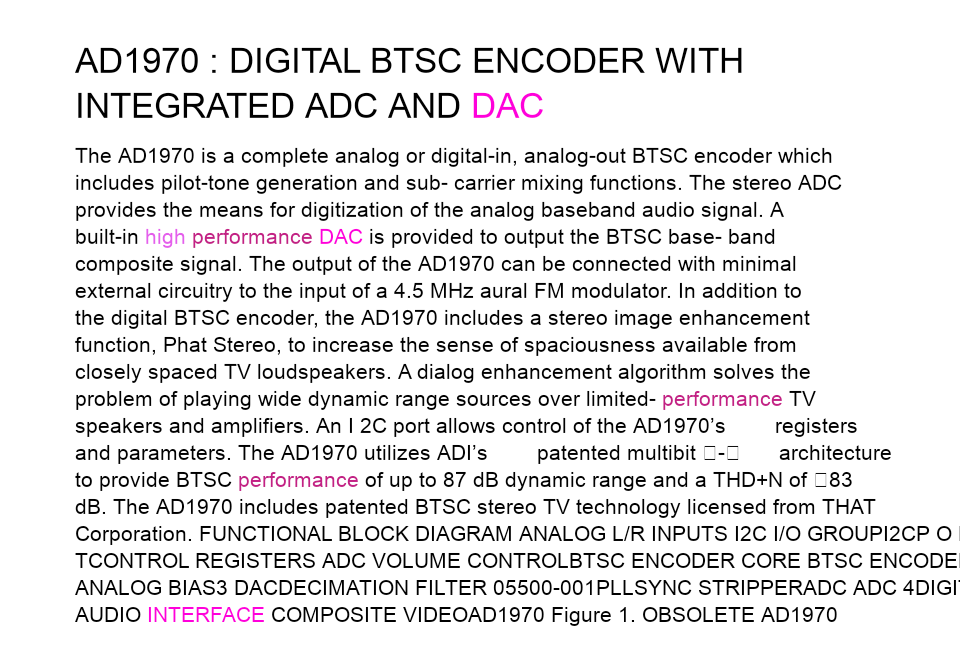 AD1970 : DIGITAL BTSC ENCODER WITH
INTEGRATED ADC AND DAC
The AD1970 is a complete analog or digital-in, analog-out BTSC encoder which
includes pilot-tone generation and sub- carrier mixing functions. The stereo ADC
provides the means for digitization of the analog baseband audio signal. A
built-in high performance DAC is provided to output the BTSC base- band
composite signal. The output of the AD1970 can be connected with minimal
external circuitry to the input of a 4.5 MHz aural FM modulator. In addition to
the digital BTSC encoder, the AD1970 includes a stereo image enhancement
function, Phat Stereo, to increase the sense of spaciousness available from
closely spaced TV loudspeakers. A dialog enhancement algorithm solves the
problem of playing wide dynamic range sources over limited- performance TV
speakers and amplifiers. An I 2C port allows control of the AD1970’s registers
and parameters. The AD1970 utilizes ADI’s patented multibit □-□ architecture
to provide BTSC performance of up to 87 dB dynamic range and a THD+N of □83
dB. The AD1970 includes patented BTSC stereo TV technology licensed from THAT
Corporation. FUNCTIONAL BLOCK DIAGRAM ANALOG L/R INPUTS I2C I/O GROUPI2CP O
TCONTROL REGISTERS ADC VOLUME CONTROLBTSC ENCODER CORE BTSC ENCODE
ANALOG BIAS3 DACDECIMATION FILTER 05500-001PLLSYNC STRIPPERADC ADC 4DIGI
AUDIO INTERFACE COMPOSITE VIDEOAD1970 Figure 1. OBSOLETE AD1970